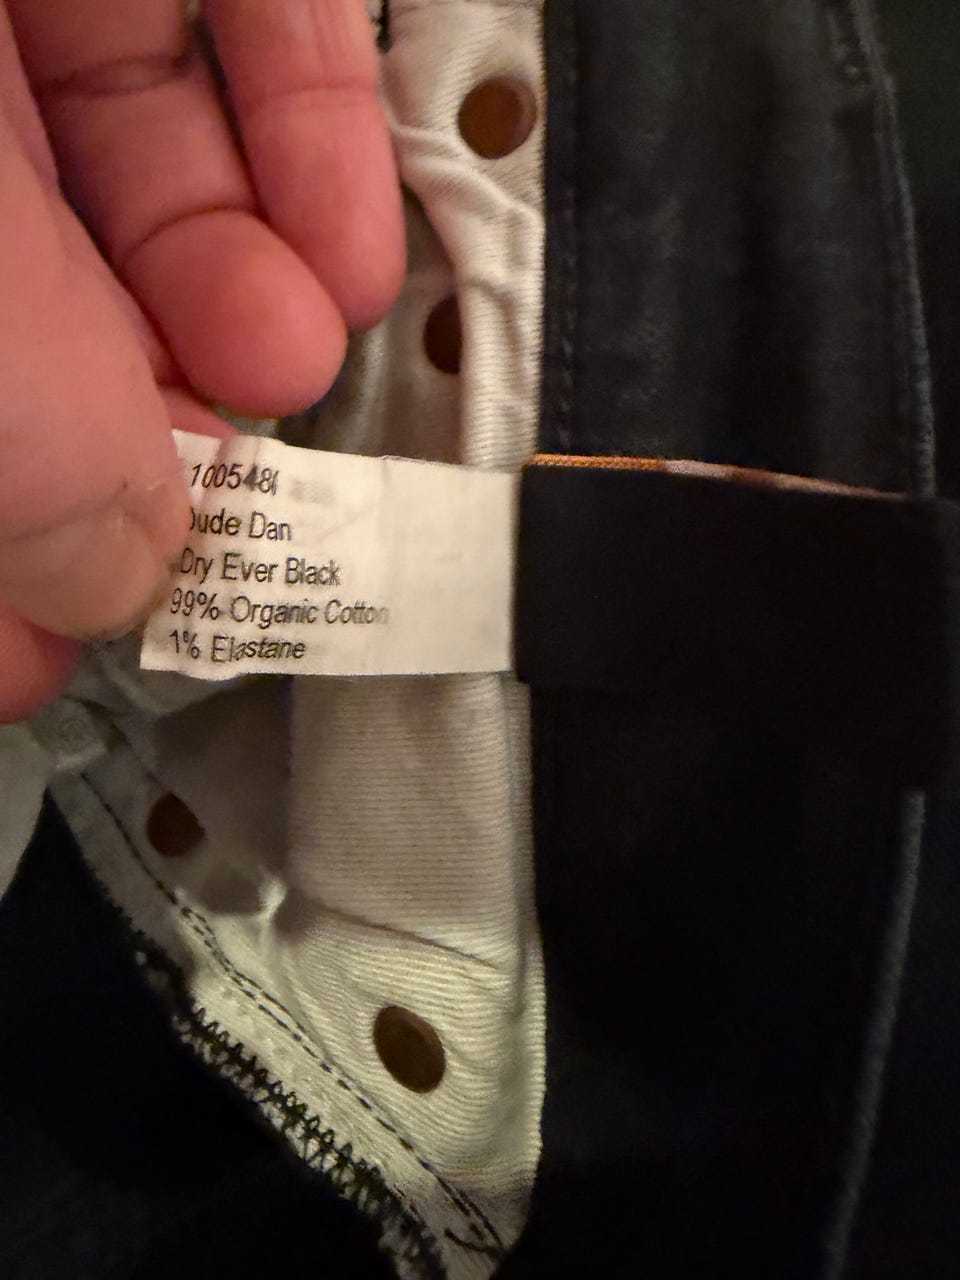 100548
Dude Dan
Dry Ever Black
99% Organic Cotton
1% Elastane